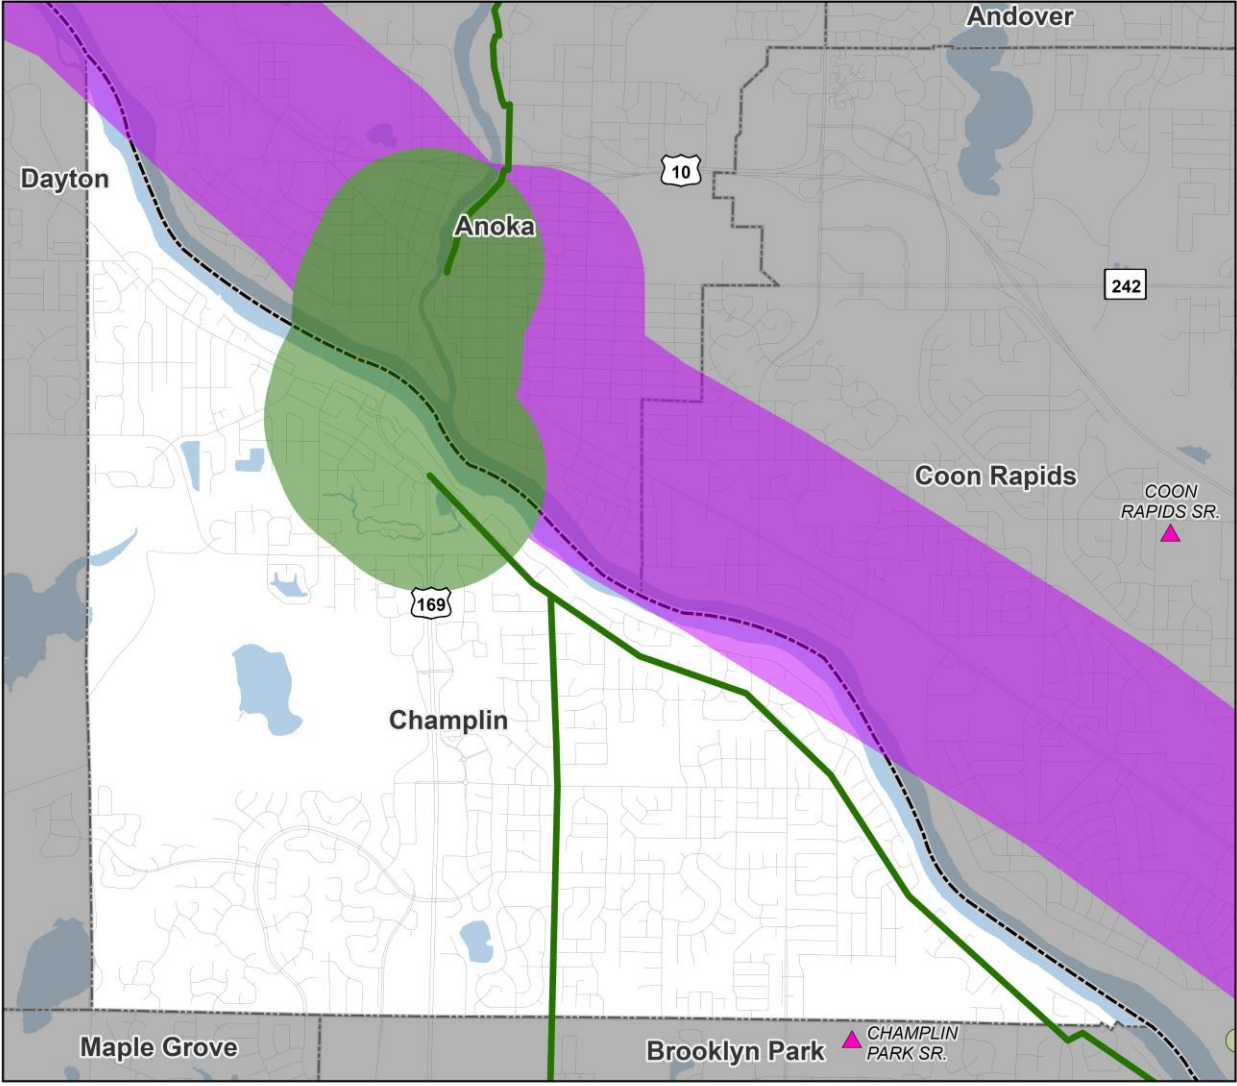 Andover
Dayton
10
Anoka
242
Coon Rapids
COON
RAPIDS SR.
169
Champlin
Maple Grove
Brooklyn Park
CHAMPLIN
PARK SR.